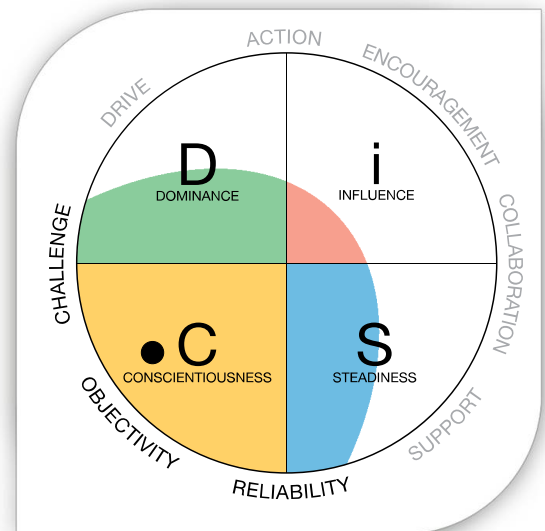 ACTION
DRIVE
ENCOURAGEMENT
D
DOMINANCE
i
INFLUENCE
CHALLENGE
COLLABORATION
C
CONSCIENTIOUSNESS
S
STEADINESS
OBJECTIVITY
SUPPORT
RELIABILITY